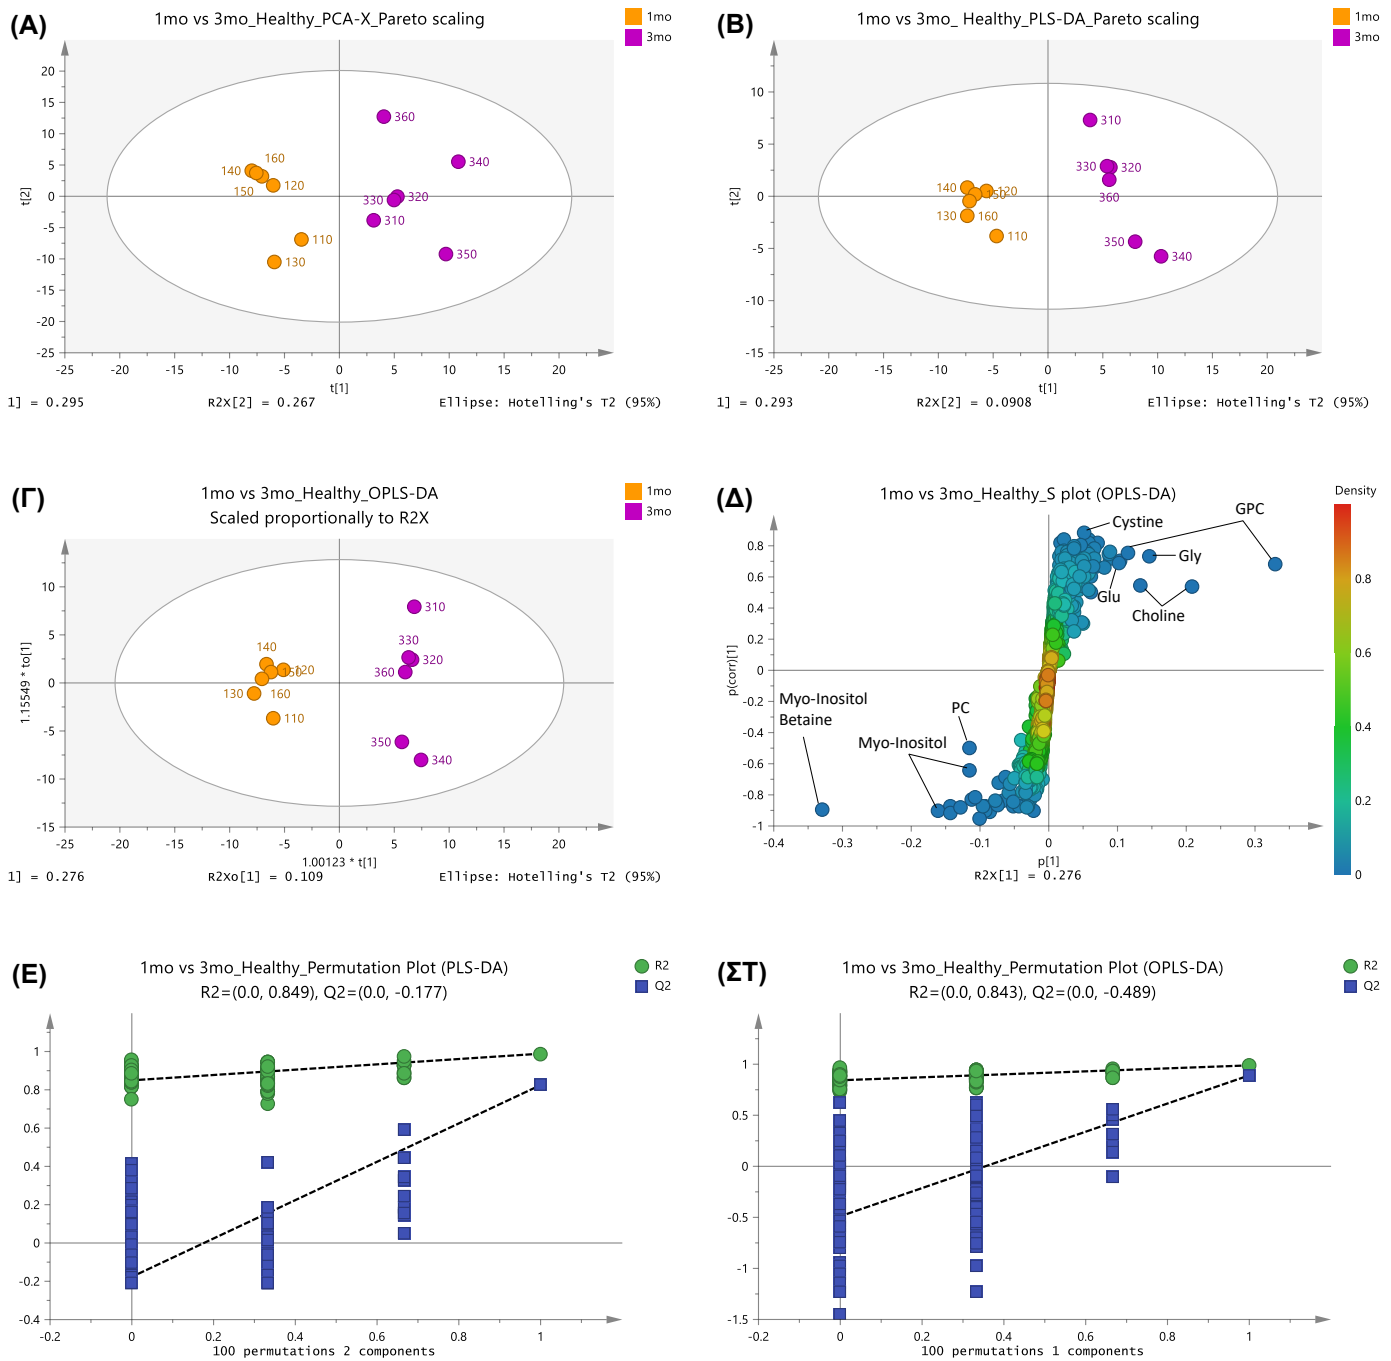 (Α)
1mo vs 3mo_Healthy_PCA-X_Pareto scaling
1mo
3mo
20
15
10
5
0
-5
-10
-15
-20
-25
t[2]
360
340
320
330
310
350
160
140
150
120
110
130
-25 -20 -15 -10 -5 0 5 10 15 20 25
t[1]
1] = 0.295 R2X[2] = 0.267 Ellipse: Hotelling's T2 (95%)
(Β)
1mo vs 3mo_ Healthy_PLS-DA_Pareto scaling
1mo
3mo
10
5
0
-5
-10
-15
t[2]
310
330
320
360
350
340
140
120
150
130
160
110
-25 -20 -15 -10 -5 0 5 10 15 20 25
t[1]
1] = 0.293 R2X[2] = 0.0908 Ellipse: Hotelling's T2 (95%)
(Γ)
1mo vs 3mo_Healthy_OPLS-DA
Scaled proportionally to R2X
1mo
3mo
10
5
0
-5
-10
-15
1.15549 * to[1]
310
330
320
360
350
340
140
150
120
130
160
110
-25 -20 -15 -10 -5 0 5 10 15 20 25
1.00123 * t[1]
1] = 0.276 R2Xo[1] = 0.109 Ellipse: Hotelling's T2 (95%)
(Δ)
1mo vs 3mo_Healthy_S plot (OPLS-DA)
Density
0.8
0.6
0.4
0.2
0
-0.2
-0.4
-0.6
-0.8
-1
p(corr)[1]
Cystine
GPC
Gly
Glu
Choline
Myo-Inositol
Betaine
PC
Myo-Inositol
0.8
0.6
0.4
0.2
0
-0.4 -0.3 -0.2 -0.1 0 0.1 0.2 0.3
p[1]
R2X[1] = 0.276
(Ε)
1mo vs 3mo_Healthy_Permutation Plot (PLS-DA)
R2=(0.0, 0.849), Q2=(0.0, -0.177)
R2
Q2
1
0.8
0.6
0.4
0.2
0
-0.2
-0.4
-0.2 0 0.2 0.4 0.6 0.8 1
100 permutations 2 components
(ΣΤ)
1mo vs 3mo_Healthy_Permutation Plot (OPLS-DA)
R2=(0.0, 0.843), Q2=(0.0, -0.489)
R2
Q2
1
0.5
0
-0.5
-1
-1.5
-0.2 0 0.2 0.4 0.6 0.8 1
100 permutations 1 components